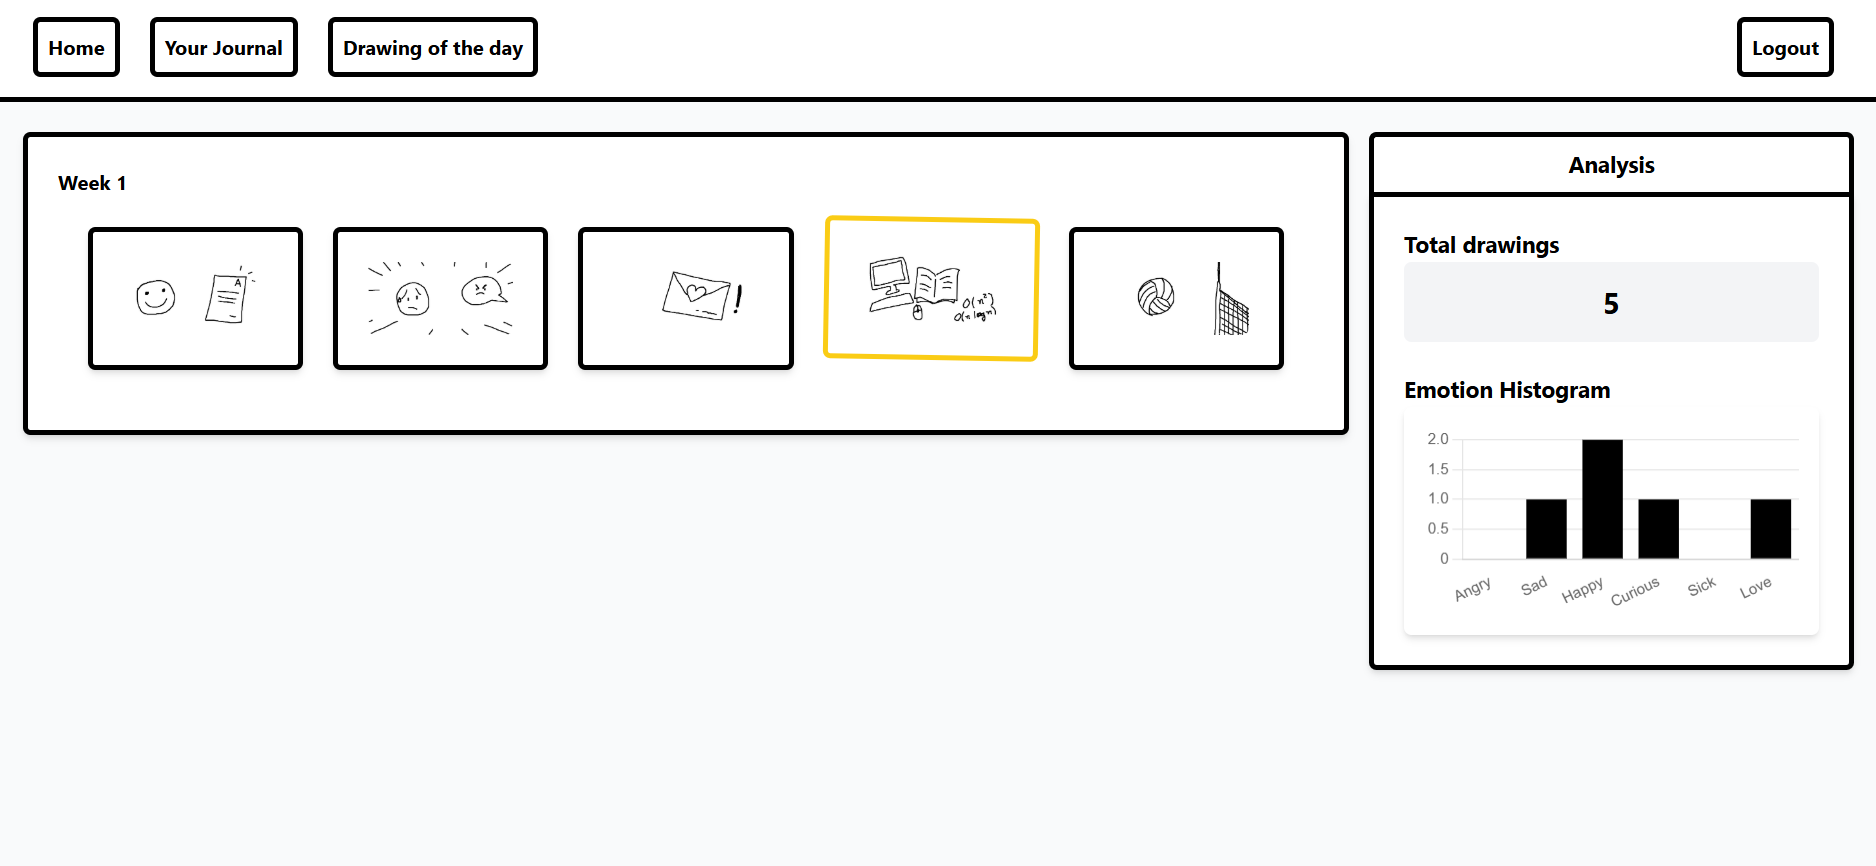 Home
Your Journal
Drawing of the day
Logout
Week 1
A
!
O(n²)
O(n log n)
Analysis
Total drawings
5
Emotion Histogram
2.0
1.5
1.0
0.5
0
Angry
Sad
Happy
Curious
Sick
Love